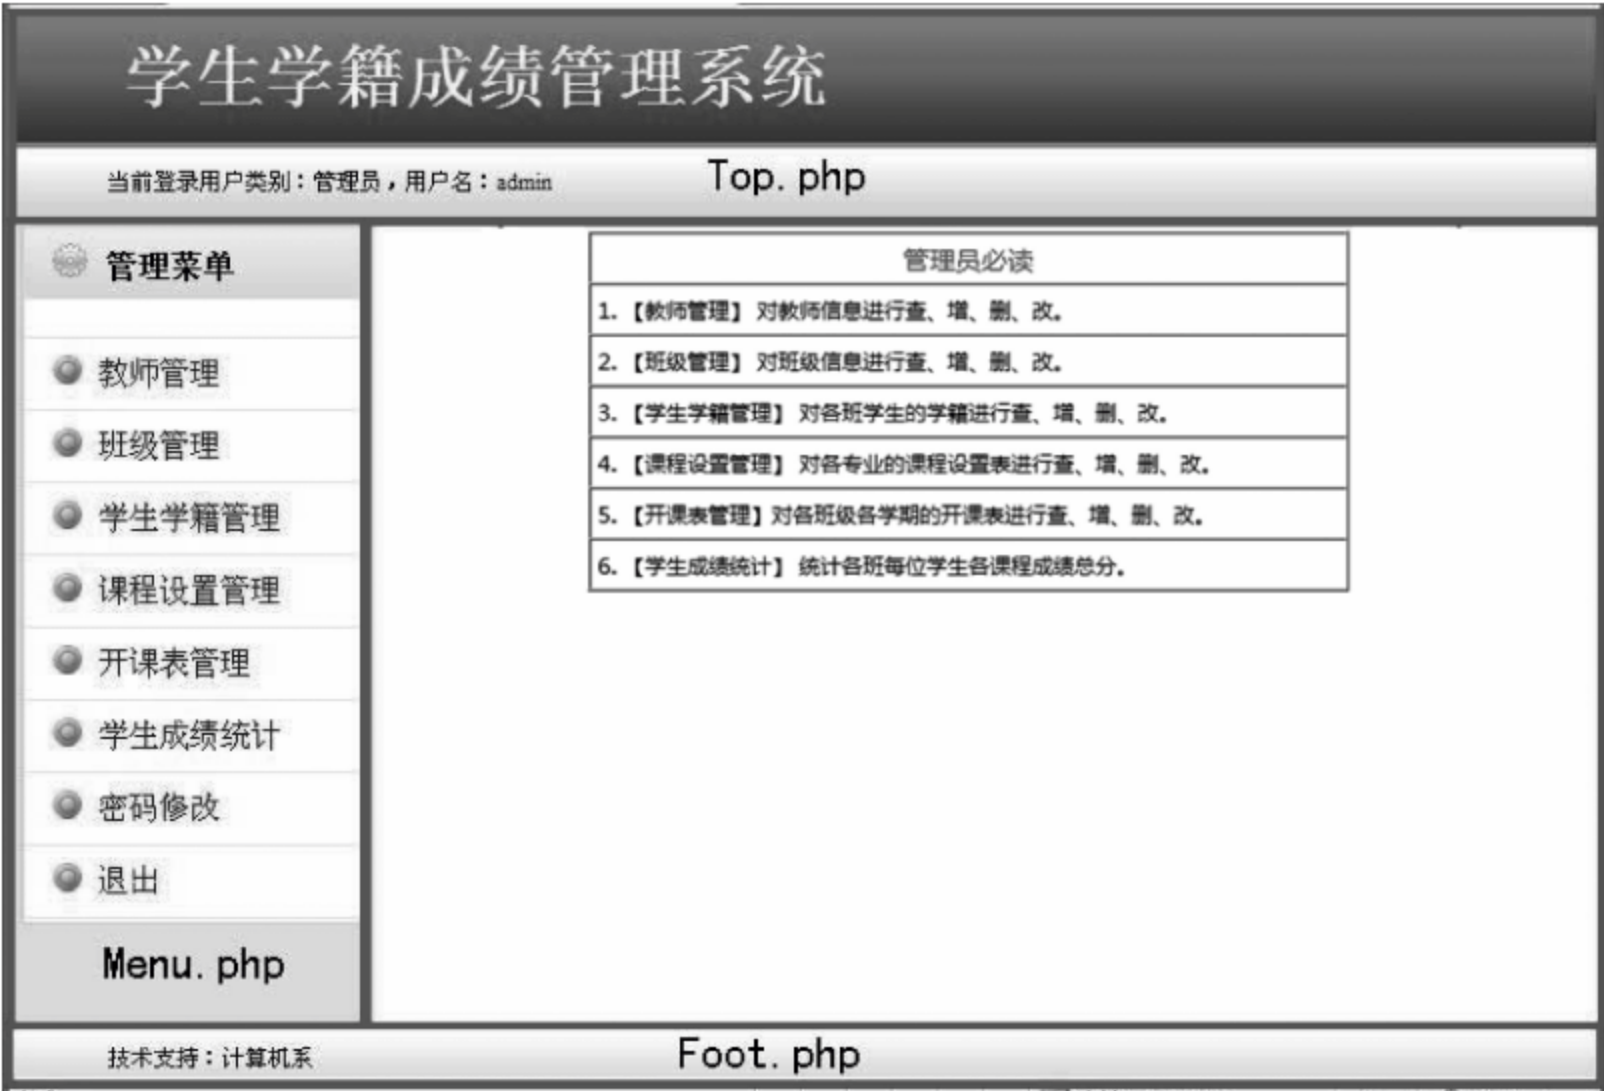 学生学籍成绩管理系统
当前登录用户类别：管理员，用户名：admin
Top.php
管理菜单
教师管理
班级管理
学生学籍管理
课程设置管理
开课表管理
学生成绩统计
密码修改
退出
Menu.php
管理员必读
1.【教师管理】 对教师信息进行查、增、删、改。
2.【班级管理】 对班级信息进行查、增、删、改。
3.【学生学籍管理】 对各班学生的学籍进行查、增、删、改。
4.【课程设置管理】 对各专业的课程设置表进行查、增、删、改。
5.【开课表管理】对各班级各学期的开课表进行查、增、删、改。
6.【学生成绩统计】 统计各班每位学生各课程成绩总分。
技术支持：计算机系
Foot.php